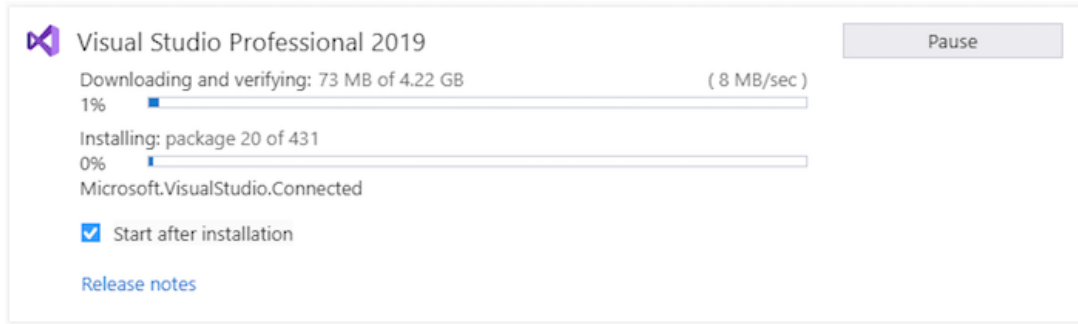 Visual Studio Professional 2019
Pause
Downloading and verifying: 73 MB of 4.22 GB ( 8 MB/sec )
1%
Installing: package 20 of 431
0%
Microsoft.VisualStudio.Connected
Start after installation
Release notes